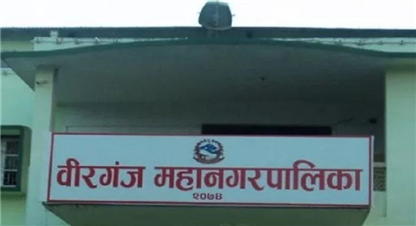 वीरगंज महानगरपालिका
२०७४